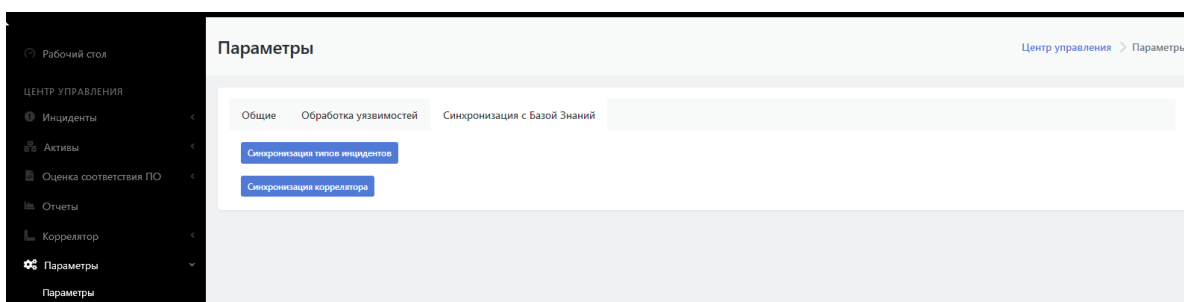 Рабочий стол
ЦЕНТР УПРАВЛЕНИЯ
Инциденты
Активы
Оценка соответствия ПО
Отчеты
Коррелятор
Параметры
Параметры
Параметры
Центр управления > Параметры
Общие Обработка уязвимостей Синхронизация с Базой Знаний
Синхронизация типов инцидентов
Синхронизация коррелятора